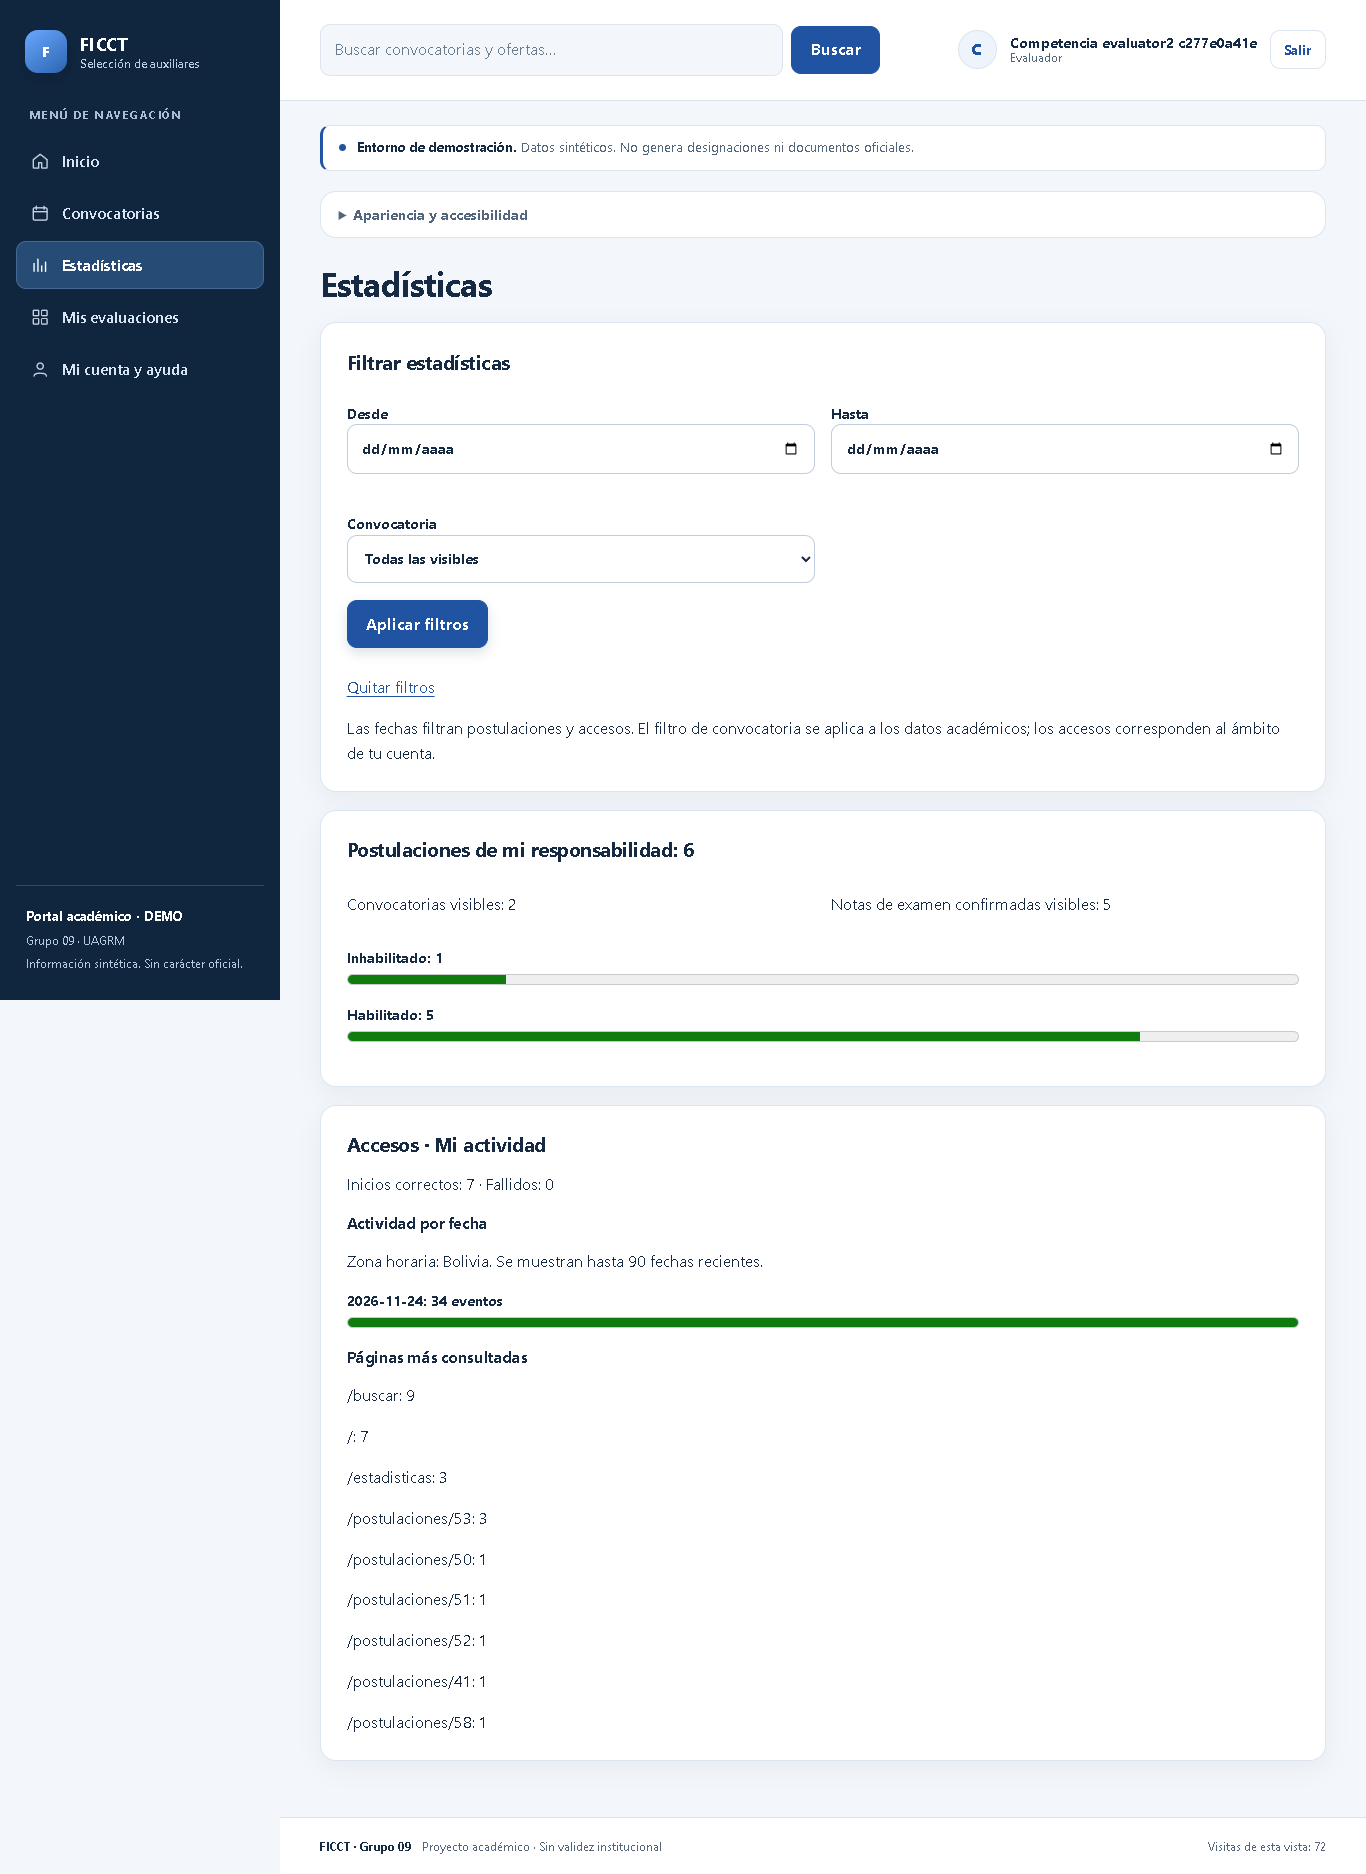 F
FICCT
Selección de auxiliares
MENÚ DE NAVEGACIÓN
Inicio
Convocatorias
Estadísticas
Mis evaluaciones
Mi cuenta y ayuda
Portal académico · DEMO
Grupo 09 · UAGRM
Información sintética. Sin carácter oficial.
Buscar convocatorias y ofertas...
Buscar
C
Competencia evaluator2 c277e0a41e
Evaluador
Salir
Entorno de demostración. Datos sintéticos. No genera designaciones ni documentos oficiales.
Apariencia y accesibilidad
Estadísticas
Filtrar estadísticas
Desde
dd/mm/aaaa
Hasta
dd/mm/aaaa
Convocatoria
Todas las visibles
Aplicar filtros
Quitar filtros
Las fechas filtran postulaciones y accesos. El filtro de convocatoria se aplica a los datos académicos; los accesos corresponden al ámbito
de tu cuenta.
Postulaciones de mi responsabilidad: 6
Convocatorias visibles: 2
Notas de examen confirmadas visibles: 5
Inhabilitado: 1
Habilitado: 5
Accesos · Mi actividad
Inicios correctos: 7 · Fallidos: 0
Actividad por fecha
Zona horaria: Bolivia. Se muestran hasta 90 fechas recientes.
2026-11-24: 34 eventos
Páginas más consultadas
/buscar: 9
/: 7
/estadisticas: 3
/postulaciones/53: 3
/postulaciones/50: 1
/postulaciones/51: 1
/postulaciones/52: 1
/postulaciones/41: 1
/postulaciones/58: 1
FICCT · Grupo 09 Proyecto académico · Sin validez institucional
Visitas de esta vista: 72